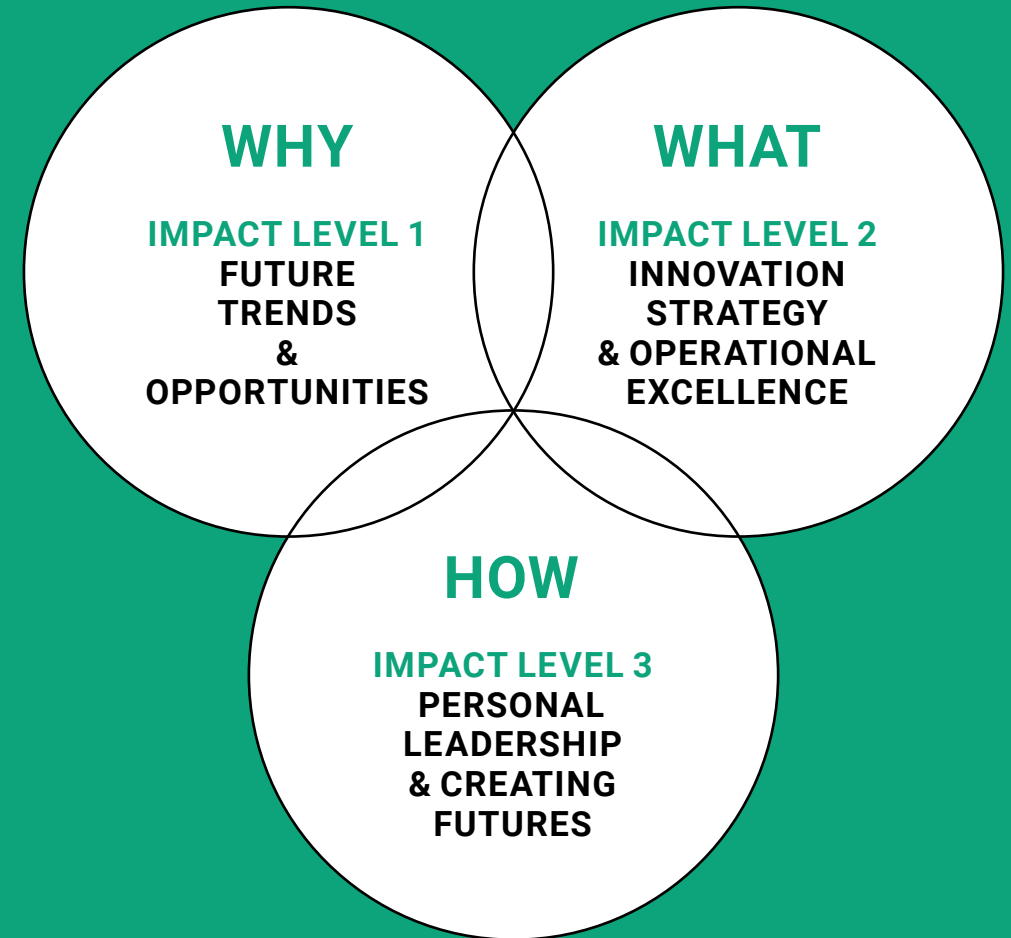 WHY
IMPACT LEVEL 1
FUTURE
TRENDS
&
OPPORTUNITIES
WHAT
IMPACT LEVEL 2
INNOVATION
STRATEGY
& OPERATIONAL
EXCELLENCE
HOW
IMPACT LEVEL 3
PERSONAL
LEADERSHIP
& CREATING
FUTURES